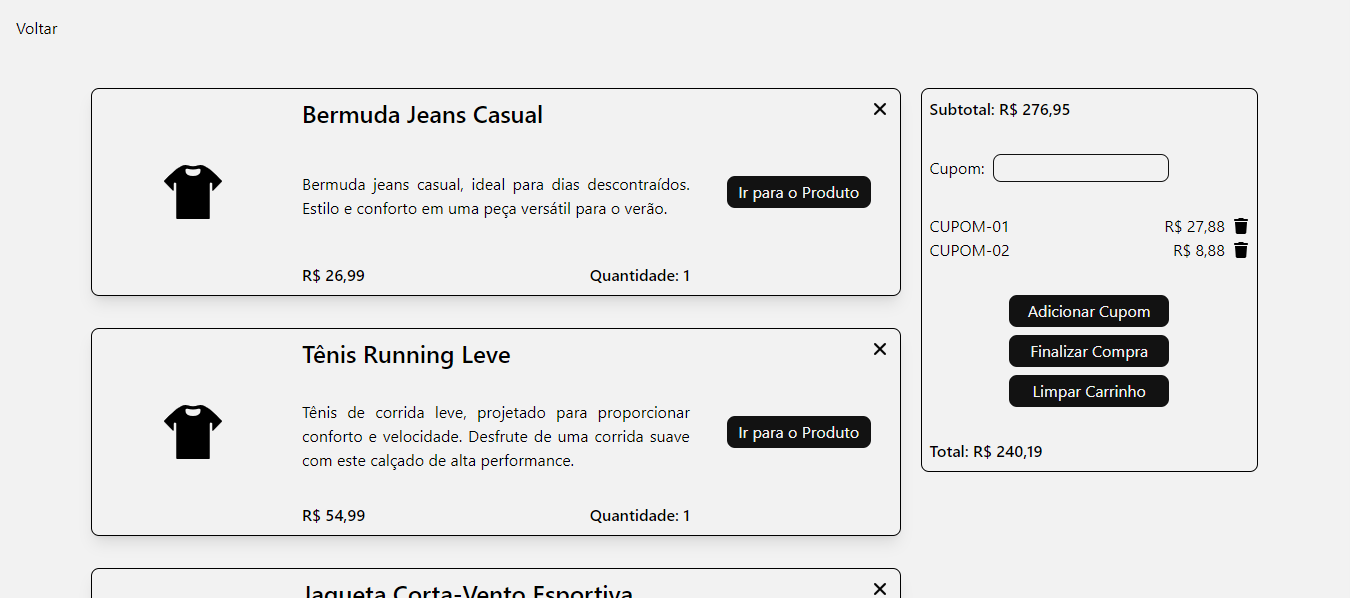 Voltar
Bermuda Jeans Casual
Bermuda jeans casual, ideal para dias descontraídos.
Estilo e conforto em uma peça versátil para o verão.
Ir para o Produto
R$ 26,99
Quantidade: 1
Tênis Running Leve
Tênis de corrida leve, projetado para proporcionar
conforto e velocidade. Desfrute de uma corrida suave
com este calçado de alta performance.
Ir para o Produto
R$ 54,99
Quantidade: 1
Jaqueta Corta-Vento Esportiva
Subtotal: R$ 276,95
Cupom:
CUPOM-01 R$ 27,88
CUPOM-02 R$ 8,88
Adicionar Cupom
Finalizar Compra
Limpar Carrinho
Total: R$ 240,19